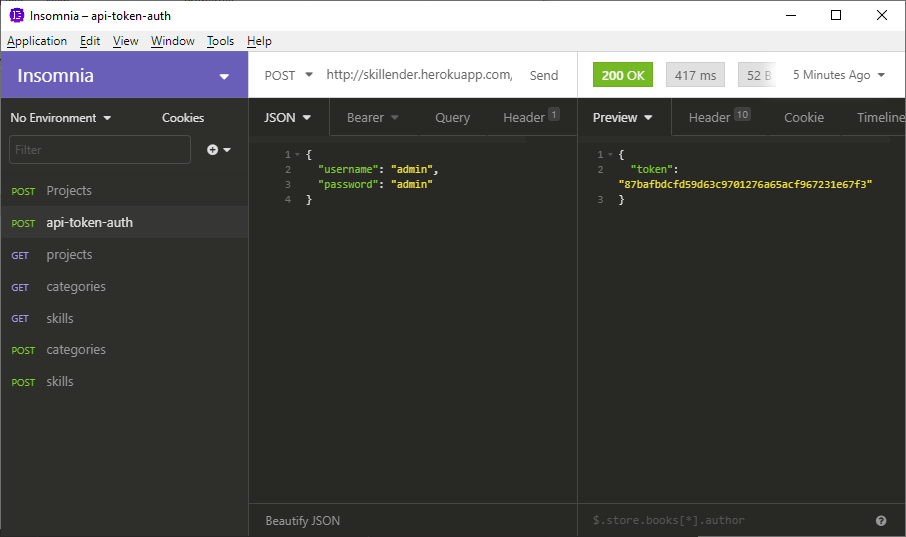 Insomnia – api-token-auth
Application Edit View Window Tools Help
Insomnia
POST http://skillender.herokuapp.com, Send
200 OK 417 ms 52 B 5 Minutes Ago
No Environment Cookies
JSON Bearer Query Header 1
Preview Header 10 Cookie Timeline
Filter
POST Projects
POST api-token-auth
GET projects
GET categories
GET skills
POST categories
POST skills
1 {
2 "username": "admin",
3 "password": "admin"
4 }
1 {
2 "token":
"87bafbdcfd59d63c9701276a65acf967231e67f3"
3 }
Beautify JSON
$.store.books[*].author